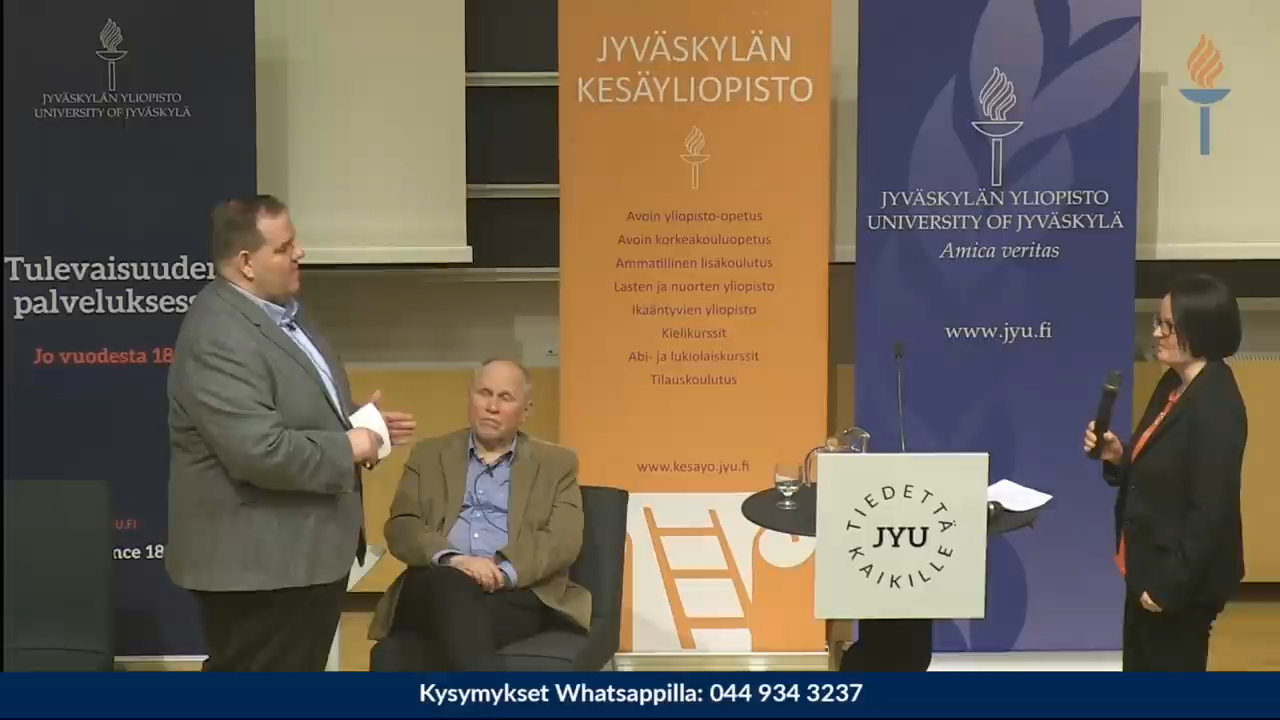 JYVÄSKYLÄN YLIOPISTO
UNIVERSITY OF JYVÄSKYLÄ
Tulevaisuuden
palveluksess
Jo vuodesta 18
U.FI
nce 18
JYVÄSKYLÄN
KESÄYLIOPISTO
Avoin yliopisto-opetus
Avoin korkeakouluopetus
Ammatillinen lisäkoulutus
Lasten ja nuorten yliopisto
Ikääntyvien yliopisto
Kielikurssit
Abi- ja lukiolaiskurssit
Tilauskoulutus
www.kesayo.jyu.fi
JYVÄSKYLÄN YLIOPISTO
UNIVERSITY OF JYVÄSKYLÄ
Amica veritas
www.jyu.fi
TIEDETTÄ
JYU
KAIKILLE
Kysymykset Whatsappilla: 044 934 3237